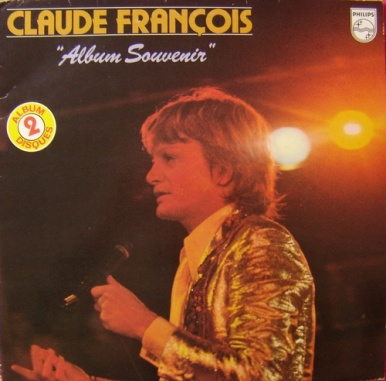 CLAUDE FRANÇOIS
"Album Souvenir"
PHILIPS
ALBUM
2
DISQUES